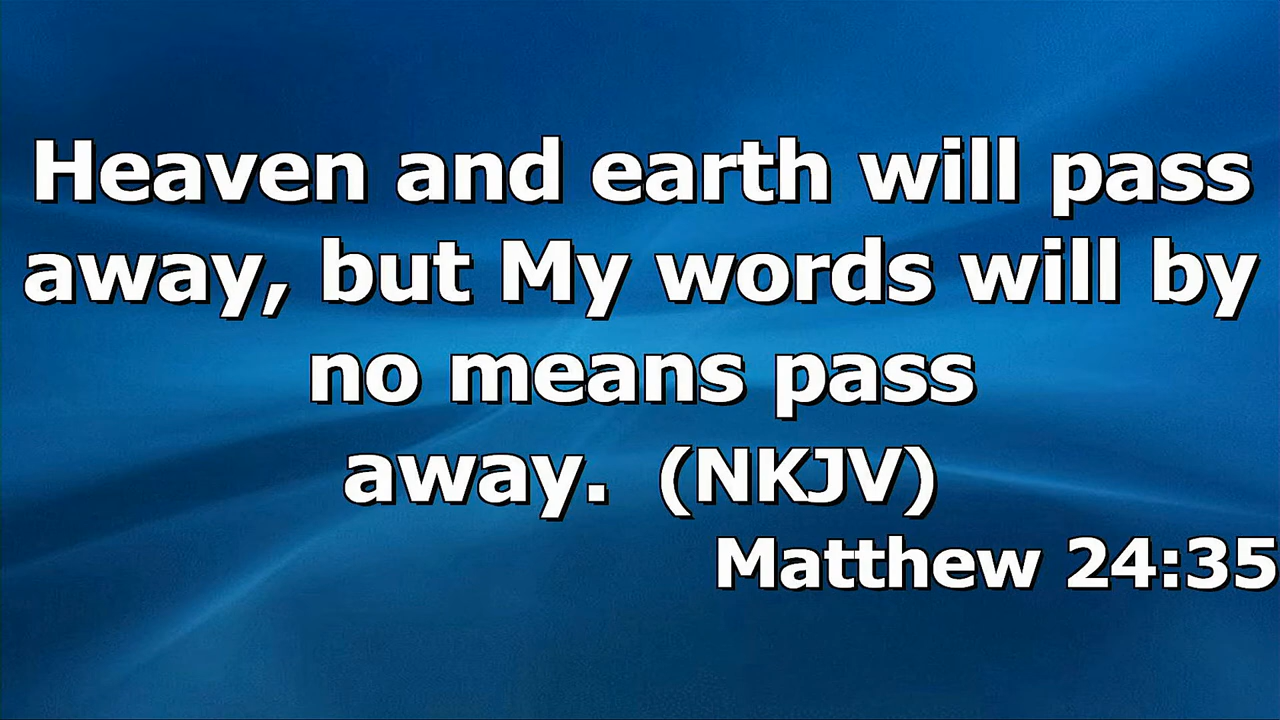 Heaven and earth will pass
away, but My words will by
no means pass
away. (NKJV)
Matthew 24:35